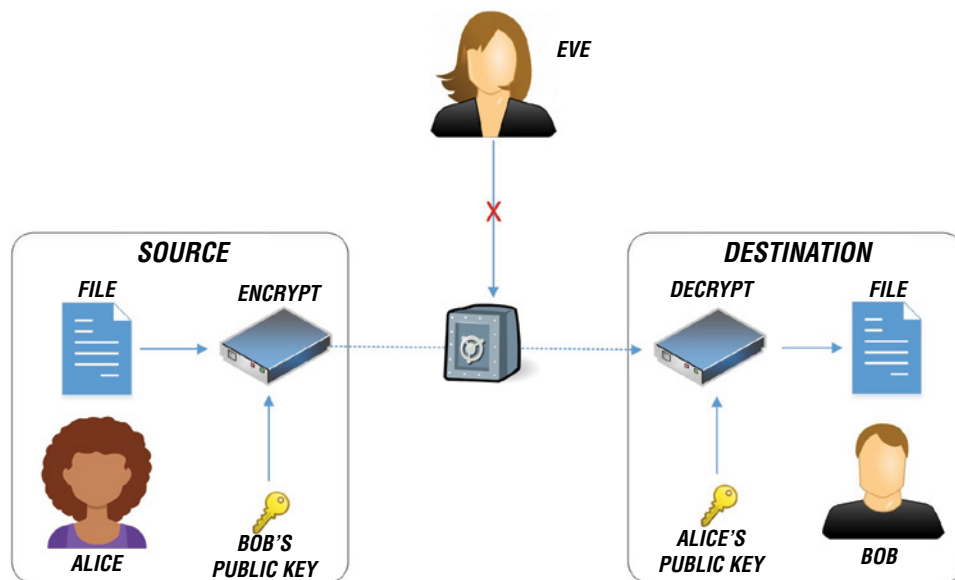 EVE
SOURCE
FILE
ENCRYPT
ALICE
BOB'S
PUBLIC KEY
DESTINATION
DECRYPT
FILE
ALICE'S
PUBLIC KEY
BOB